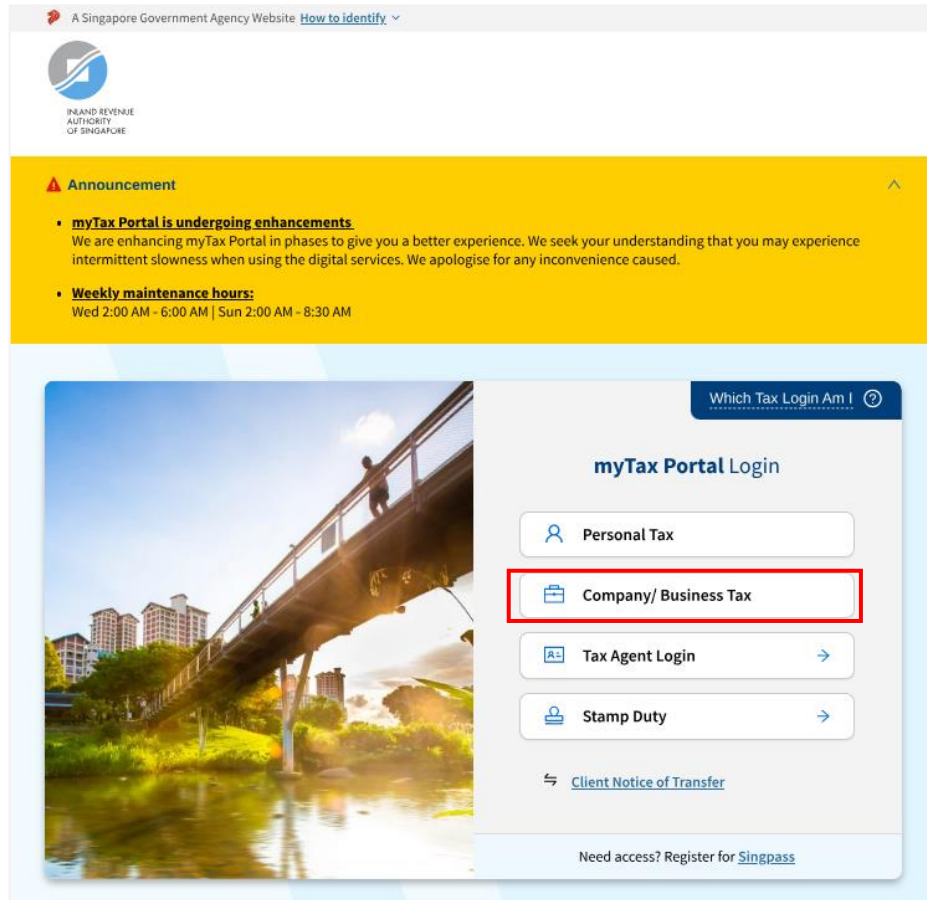 A Singapore Government Agency Website How to identify
INLAND REVENUE
AUTHORITY
OF SINGAPORE
Announcement
• myTax Portal is undergoing enhancements
We are enhancing myTax Portal in phases to give you a better experience. We seek your understanding that you may experience
intermittent slowness when using the digital services. We apologise for any inconvenience caused.
• Weekly maintenance hours:
Wed 2:00 AM - 6:00 AM | Sun 2:00 AM - 8:30 AM
Which Tax Login Am I
myTax Portal Login
Personal Tax
Company/ Business Tax
Tax Agent Login
Stamp Duty
Client Notice of Transfer
Need access? Register for Singpass